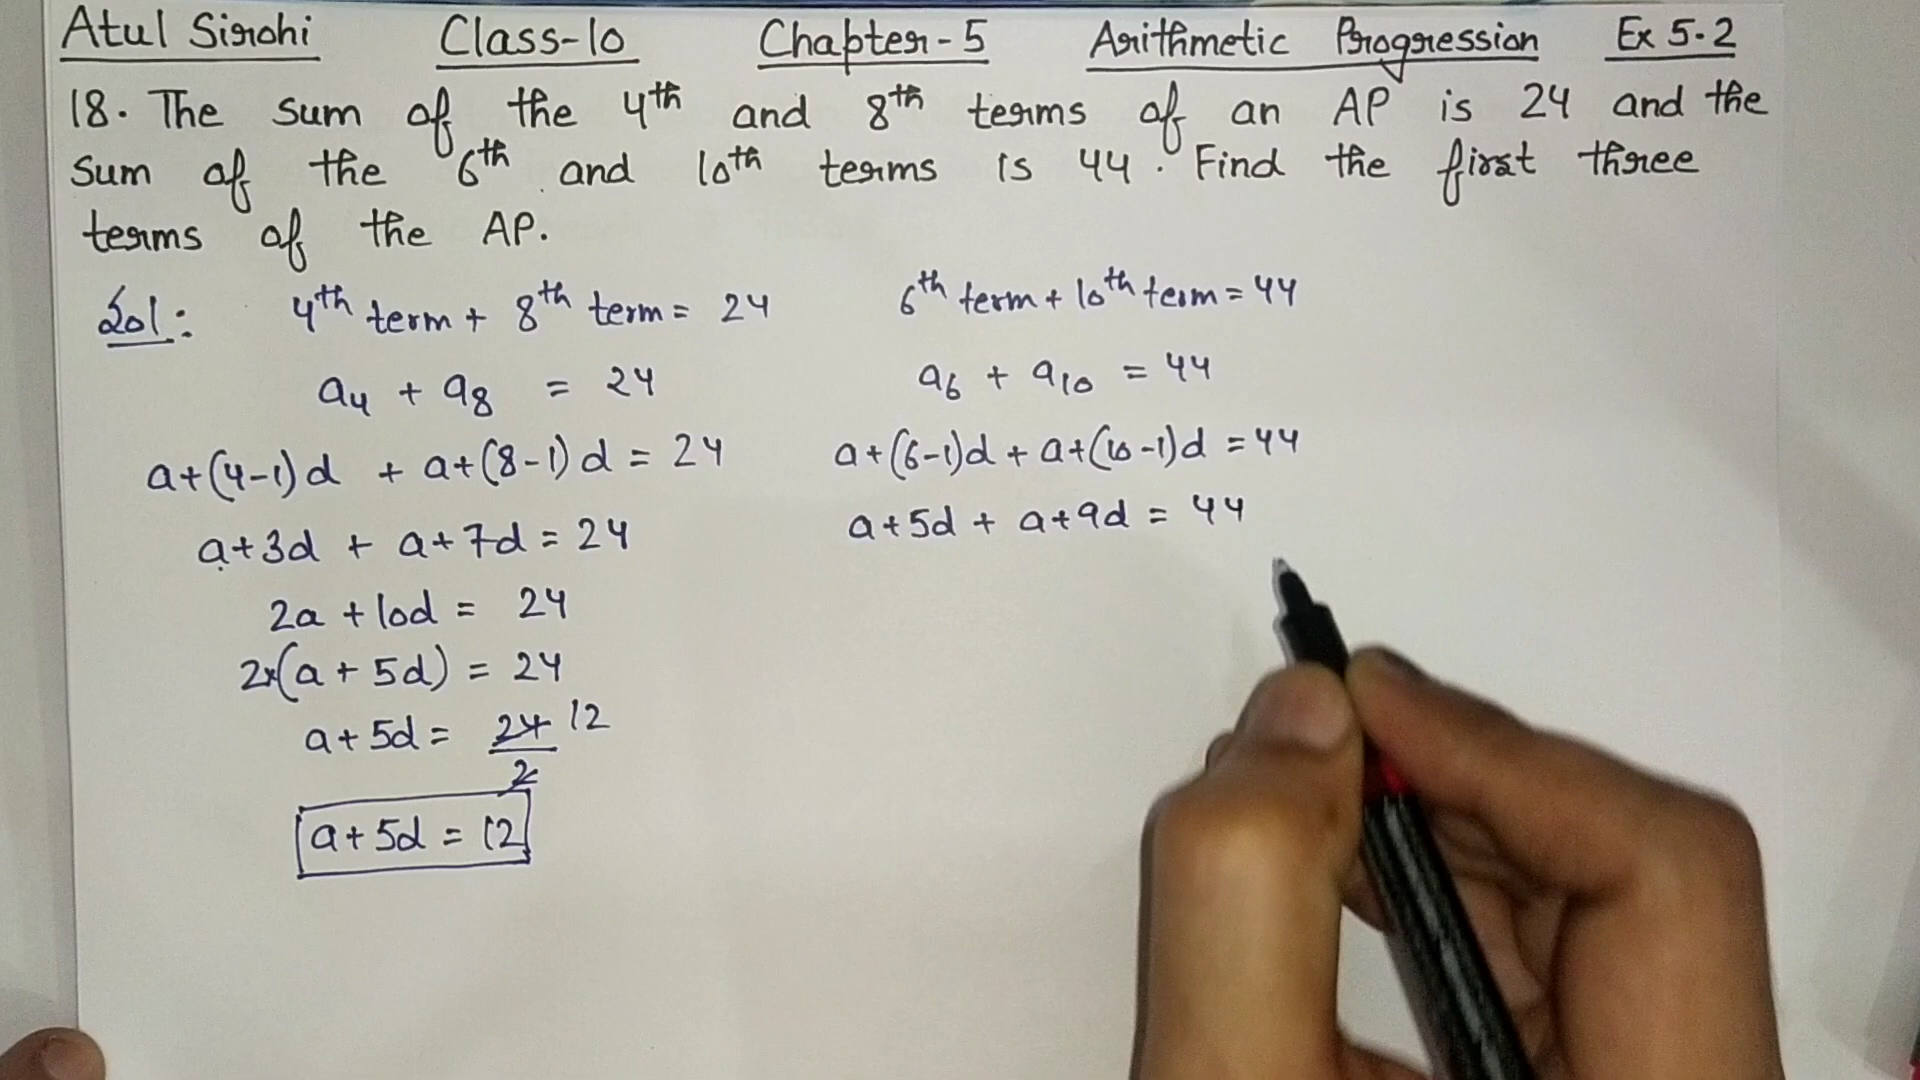 Atul Sirohi Class-10 Chapter-5 Arithmetic Progression Ex 5.2
18. The sum of the 4th and 8th terms of an AP is 24 and the
sum of the 6th and 10th terms is 44. Find the first three
terms of the AP.
Sol: 4th term + 8th term = 24
a4 + a8 = 24
a+(4-1)d + a+(8-1)d = 24
a+3d + a+7d = 24
2a + 10d = 24
2×(a + 5d) = 24
a+5d = 24/2 12
a+5d = 12
6th term + 10th term = 44
a6 + a10 = 44
a+(6-1)d + a+(10-1)d = 44
a+5d + a+9d = 44